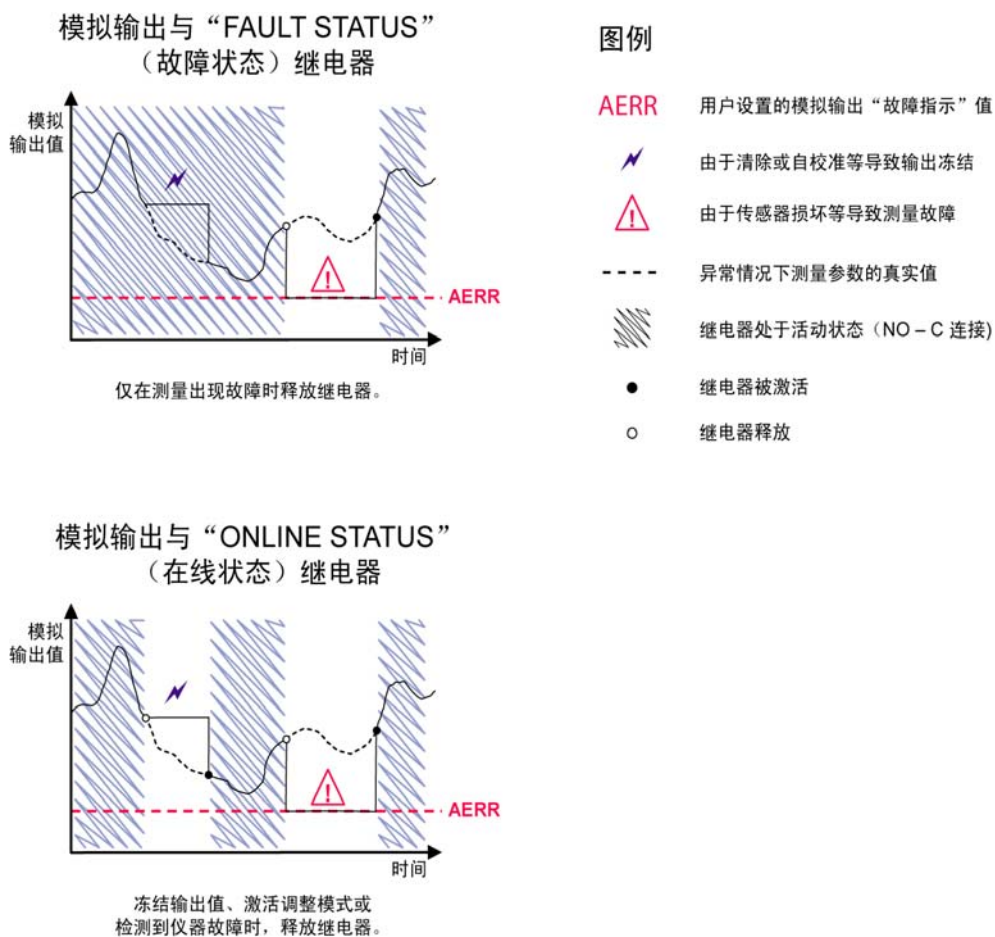 模拟输出与“FAULT STATUS”
（故障状态）继电器
模拟
输出值
AERR
时间
仅在测量出现故障时释放继电器。
图例
AERR 用户设置的模拟输出“故障指示”值
由于清除或自校准等导致输出冻结
由于传感器损坏等导致测量故障
异常情况下测量参数的真实值
继电器处于活动状态（NO – C 连接)
继电器被激活
继电器释放
模拟输出与“ONLINE STATUS”
（在线状态）继电器
模拟
输出值
AERR
时间
冻结输出值、激活调整模式或
检测到仪器故障时，释放继电器。